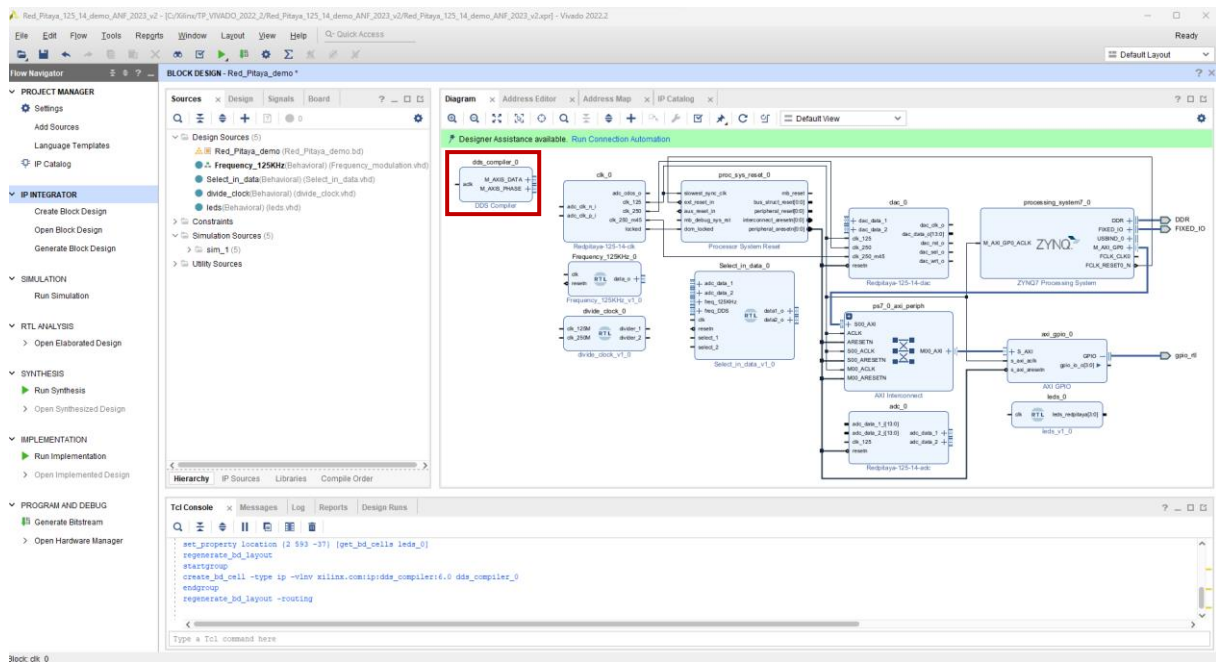 Red_Pitaya_125_14_demo_ANF_2023_v2 - [C:/Xilinx/TP_VIVADO_2022_2/Red_Pitaya_125_14_demo_ANF_2023_v2/Red_Pitaya_125_14_demo_ANF_2023_v2.xpr] - Vivado 2022.2
File Edit Flow Tools Reports Window Layout View Help Quick Access
Ready
Default Layout
Flow Navigator
BLOCK DESIGN - Red_Pitaya_demo *
PROJECT MANAGER
Settings
Add Sources
Language Templates
IP Catalog
IP INTEGRATOR
Create Block Design
Open Block Design
Generate Block Design
SIMULATION
Run Simulation
RTL ANALYSIS
Open Elaborated Design
SYNTHESIS
Run Synthesis
Open Synthesized Design
IMPLEMENTATION
Run Implementation
Open Implemented Design
PROGRAM AND DEBUG
Generate Bitstream
Open Hardware Manager
Sources Design Signals Board
0
Design Sources (5)
Red_Pitaya_demo (Red_Pitaya_demo.bd)
Frequency_125KHz(Behavioral) (Frequency_modulation.vhd)
Select_in_data(Behavioral) (Select_in_data.vhd)
divide_clock(Behavioral) (divide_clock.vhd)
leds(Behavioral) (leds.vhd)
Constraints
Simulation Sources (5)
sim_1 (5)
Utility Sources
Hierarchy IP Sources Libraries Compile Order
Diagram Address Editor Address Map IP Catalog
Default View
Designer Assistance available. Run Connection Automation
dds_compiler_0
aclk
M_AXIS_DATA
M_AXIS_PHASE
DDS Compiler
clk_0
adc_clk_n_i
adc_clk_p_i
adc_cdcs_o
clk_125
clk_250
clk_250_m45
locked
Redpitaya-125-14-clk
proc_sys_reset_0
slowest_sync_clk
ext_reset_in
aux_reset_in
mb_debug_sys_rst
dcm_locked
mb_reset
bus_struct_reset[0:0]
peripheral_reset[0:0]
interconnect_aresetn[0:0]
peripheral_aresetn[0:0]
Processor System Reset
dac_0
dac_data_1
dac_data_2
clk_125
clk_250
clk_250_m45
resetn
dac_clk_o
dac_data_o[13:0]
dac_rst_o
dac_sel_o
dac_wrt_o
Redpitaya-125-14-dac
processing_system7_0
M_AXI_GP0_ACLK
ZYNQ
DDR
FIXED_IO
USBIND_0
M_AXI_GP0
FCLK_CLK0
FCLK_RESET0_N
ZYNQ7 Processing System
DDR
FIXED_IO
Frequency_125KHz_0
clk
resetn
RTL
data_o
Frequency_125KHz_v1_0
divide_clock_0
clk_125M
clk_250M
RTL
divider_1
divider_2
divide_clock_v1_0
Select_in_data_0
adc_data_1
adc_data_2
freq_125KHz
freq_DDS
clk
resetn
select_1
select_2
RTL
data1_o
data2_o
Select_in_data_v1_0
ps7_0_axi_periph
S00_AXI
ACLK
ARESETN
S00_ACLK
S00_ARESETN
M00_ACLK
M00_ARESETN
M00_AXI
AXI Interconnect
axi_gpio_0
S_AXI
s_axi_aclk
s_axi_aresetn
GPIO
gpio_io_o[3:0]
AXI GPIO
gpio_rtl
adc_0
adc_data_1_i[13:0]
adc_data_2_i[13:0]
clk_125
resetn
adc_data_1
adc_data_2
Redpitaya-125-14-adc
leds_0
clk
RTL
leds_redpitaya[3:0]
leds_v1_0
Tcl Console Messages Log Reports Design Runs
set_property location {2 593 -37} [get_bd_cells leds_0]
regenerate_bd_layout
startgroup
create_bd_cell -type ip -vlnv xilinx.com:ip:dds_compiler:6.0 dds_compiler_0
endgroup
regenerate_bd_layout -routing
Type a Tcl command here
Block: clk_0